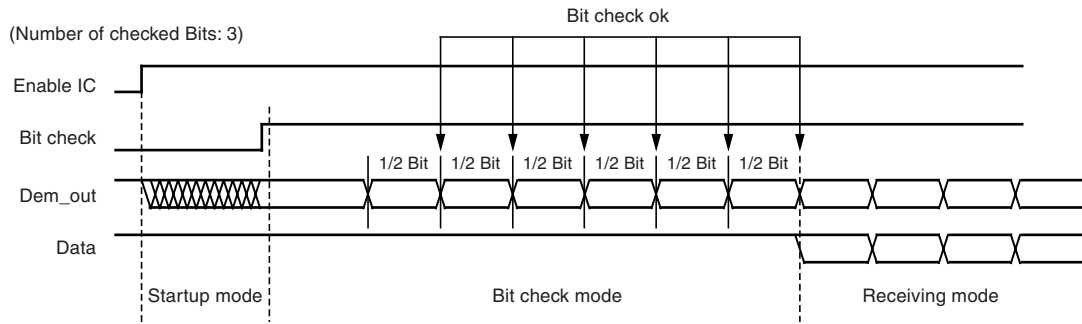 Bit check ok
(Number of checked Bits: 3)
Enable IC
Bit check
1/2 Bit 1/2 Bit 1/2 Bit 1/2 Bit 1/2 Bit 1/2 Bit
Dem_out
Data
Startup mode Bit check mode Receiving mode